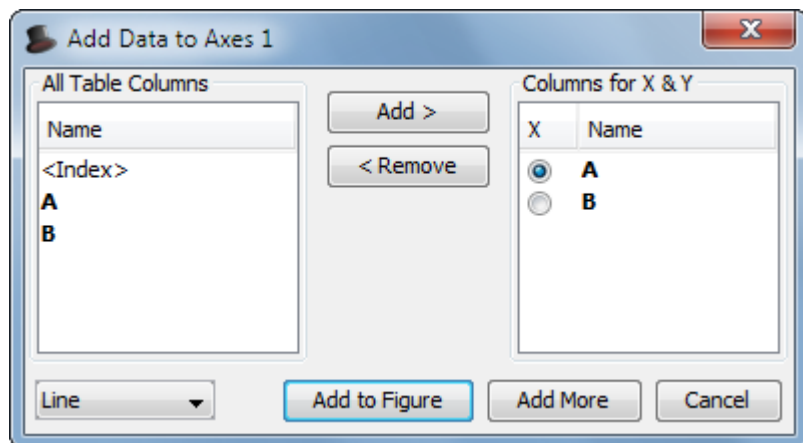 Add Data to Axes 1
All Table Columns
Name
<Index>
A
B
Add >
< Remove
Columns for X & Y
X Name
A
B
Line
Add to Figure
Add More
Cancel